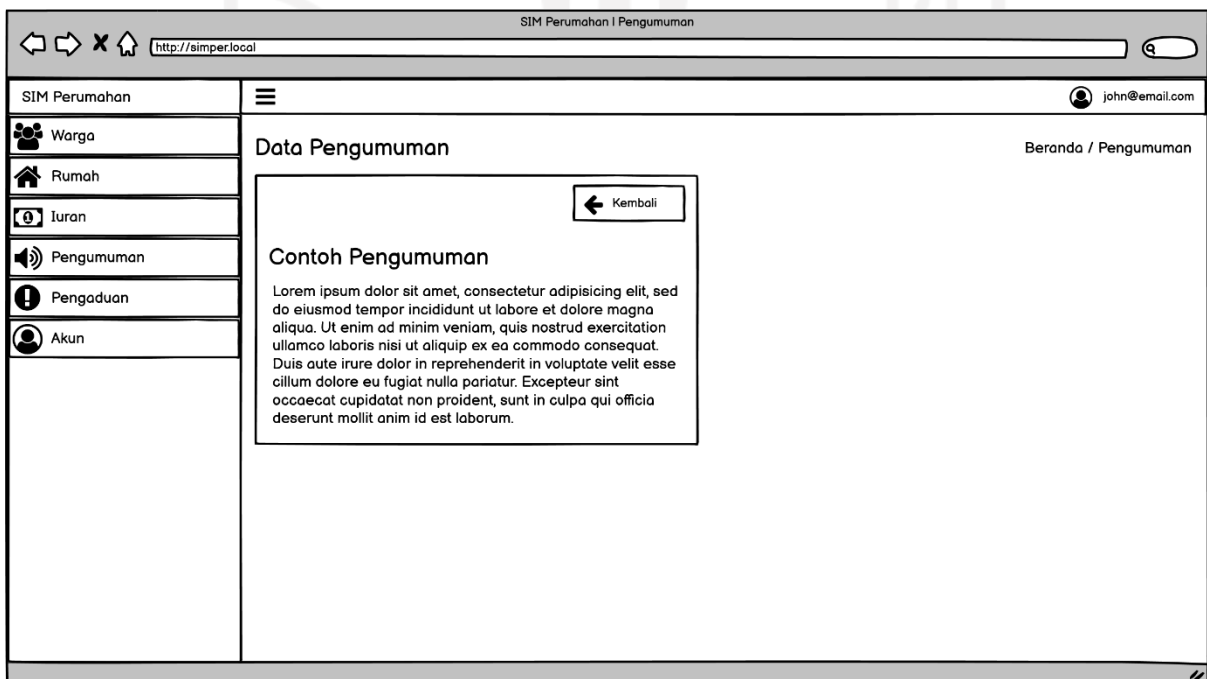 SIM Perumahan | Pengumuman
http://simper.local
SIM Perumahan
john@email.com
Warga
Rumah
Iuran
Pengumuman
Pengaduan
Akun
Data Pengumuman
Beranda / Pengumuman
Kembali
Contoh Pengumuman
Lorem ipsum dolor sit amet, consectetur adipisicing elit, sed
do eiusmod tempor incididunt ut labore et dolore magna
aliqua. Ut enim ad minim veniam, quis nostrud exercitation
ullamco laboris nisi ut aliquip ex ea commodo consequat.
Duis aute irure dolor in reprehenderit in voluptate velit esse
cillum dolore eu fugiat nulla pariatur. Excepteur sint
occaecat cupidatat non proident, sunt in culpa qui officia
deserunt mollit anim id est laborum.